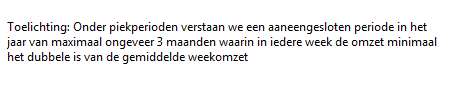 Toelichting: Onder piekperioden verstaan we een aaneengesloten periode in het
jaar van maximaal ongeveer 3 maanden waarin in iedere week de omzet minimaal
het dubbele is van de gemiddelde weekomzet